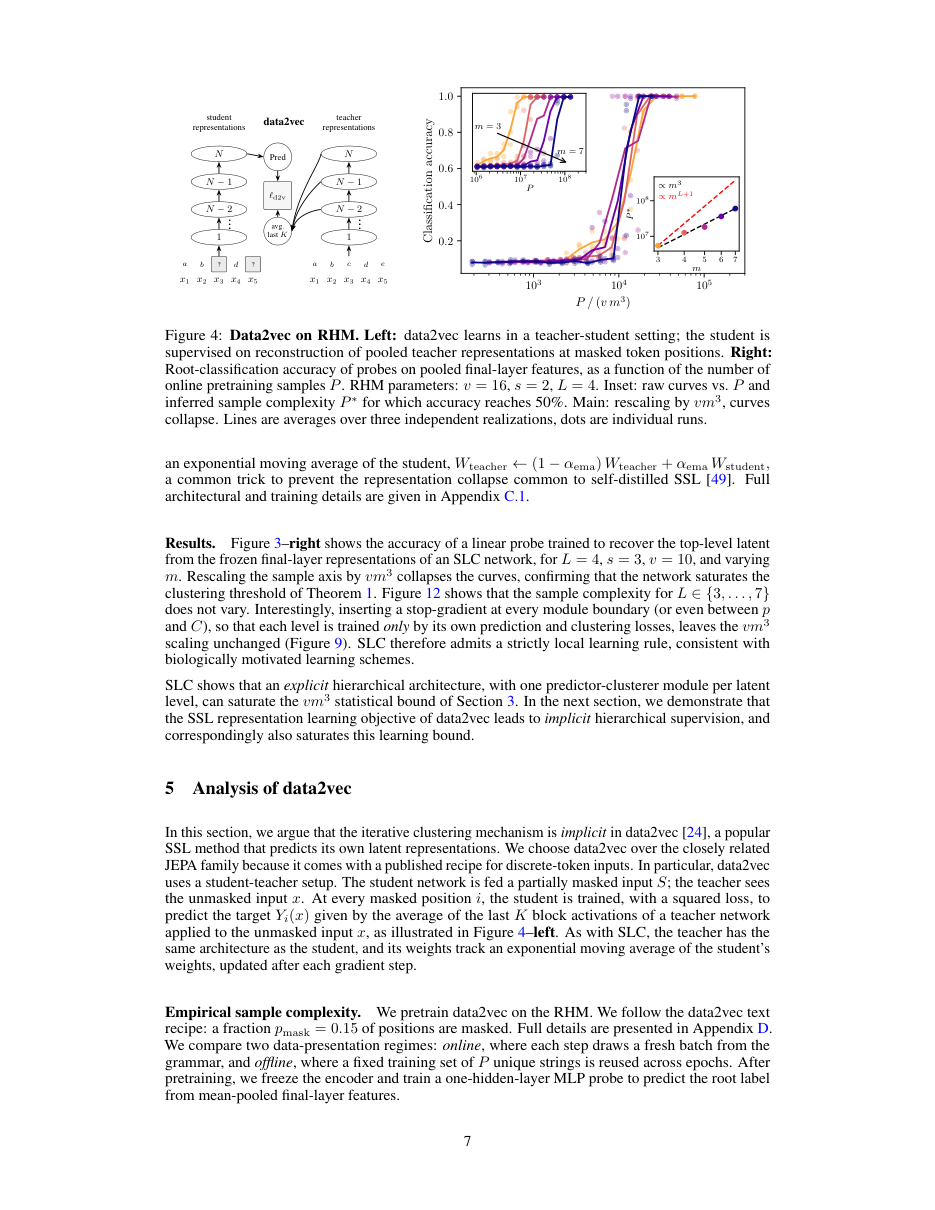 student
representations
data2vec
teacher
representations
N
Pred
N
N − 1
N − 1
ℓd2v
N − 2
N − 2
avg.
last K
⋮
⋮
1
1
a b ? d ?
a b c d e
x1 x2 x3 x4 x5
x1 x2 x3 x4 x5
Classification accuracy
1.0
0.8
0.6
0.4
0.2
m = 3
m = 7
10^6 10^7 10^8
P
∝ m^3
∝ m^{L+1}
10^8
10^7
P*
3 4 5 6 7
m
10^3 10^4 10^5
P / (v m^3)
Figure 4: Data2vec on RHM. Left: data2vec learns in a teacher-student setting; the student is
supervised on reconstruction of pooled teacher representations at masked token positions. Right:
Root-classification accuracy of probes on pooled final-layer features, as a function of the number of
online pretraining samples P. RHM parameters: v = 16, s = 2, L = 4. Inset: raw curves vs. P and
inferred sample complexity P* for which accuracy reaches 50%. Main: rescaling by vm^3, curves
collapse. Lines are averages over three independent realizations, dots are individual runs.
an exponential moving average of the student, W_teacher ← (1 − α_ema) W_teacher + α_ema W_student,
a common trick to prevent the representation collapse common to self-distilled SSL [49]. Full
architectural and training details are given in Appendix C.1.
Results. Figure 3–right shows the accuracy of a linear probe trained to recover the top-level latent
from the frozen final-layer representations of an SLC network, for L = 4, s = 3, v = 10, and varying
m. Rescaling the sample axis by vm^3 collapses the curves, confirming that the network saturates the
clustering threshold of Theorem 1. Figure 12 shows that the sample complexity for L ∈ {3, . . . , 7}
does not vary. Interestingly, inserting a stop-gradient at every module boundary (or even between p
and C), so that each level is trained only by its own prediction and clustering losses, leaves the vm^3
scaling unchanged (Figure 9). SLC therefore admits a strictly local learning rule, consistent with
biologically motivated learning schemes.
SLC shows that an explicit hierarchical architecture, with one predictor-clusterer module per latent
level, can saturate the vm^3 statistical bound of Section 3. In the next section, we demonstrate that
the SSL representation learning objective of data2vec leads to implicit hierarchical supervision, and
correspondingly also saturates this learning bound.
5 Analysis of data2vec
In this section, we argue that the iterative clustering mechanism is implicit in data2vec [24], a popular
SSL method that predicts its own latent representations. We choose data2vec over the closely related
JEPA family because it comes with a published recipe for discrete-token inputs. In particular, data2vec
uses a student-teacher setup. The student network is fed a partially masked input S; the teacher sees
the unmasked input x. At every masked position i, the student is trained, with a squared loss, to
predict the target Y_i(x) given by the average of the last K block activations of a teacher network
applied to the unmasked input x, as illustrated in Figure 4–left. As with SLC, the teacher has the
same architecture as the student, and its weights track an exponential moving average of the student's
weights, updated after each gradient step.
Empirical sample complexity. We pretrain data2vec on the RHM. We follow the data2vec text
recipe: a fraction p_mask = 0.15 of positions are masked. Full details are presented in Appendix D.
We compare two data-presentation regimes: online, where each step draws a fresh batch from the
grammar, and offline, where a fixed training set of P unique strings is reused across epochs. After
pretraining, we freeze the encoder and train a one-hidden-layer MLP probe to predict the root label
from mean-pooled final-layer features.
7